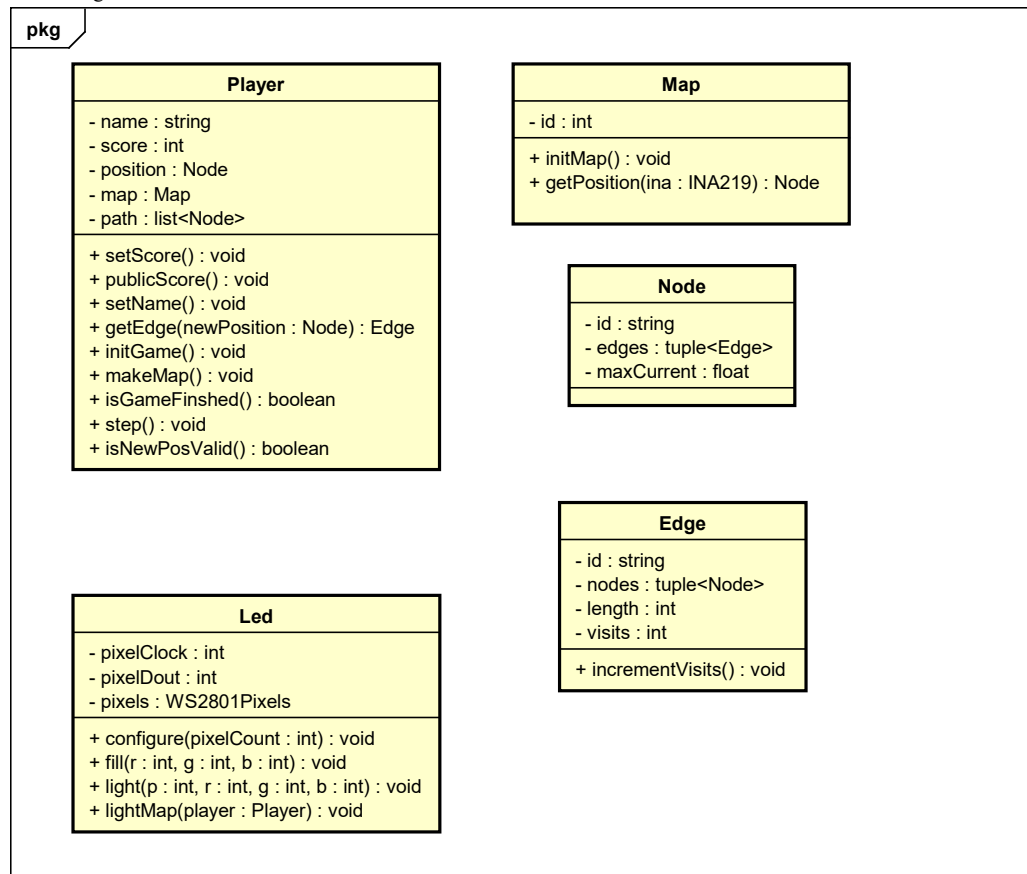 pkg
Player
- name : string
- score : int
- position : Node
- map : Map
- path : list<Node>
+ setScore() : void
+ publicScore() : void
+ setName() : void
+ getEdge(newPosition : Node) : Edge
+ initGame() : void
+ makeMap() : void
+ isGameFinshed() : boolean
+ step() : void
+ isNewPosValid() : boolean
Map
- id : int
+ initMap() : void
+ getPosition(ina : INA219) : Node
Node
- id : string
- edges : tuple<Edge>
- maxCurrent : float
Edge
- id : string
- nodes : tuple<Node>
- length : int
- visits : int
+ incrementVisits() : void
Led
- pixelClock : int
- pixelDout : int
- pixels : WS2801Pixels
+ configure(pixelCount : int) : void
+ fill(r : int, g : int, b : int) : void
+ light(p : int, r : int, g : int, b : int) : void
+ lightMap(player : Player) : void